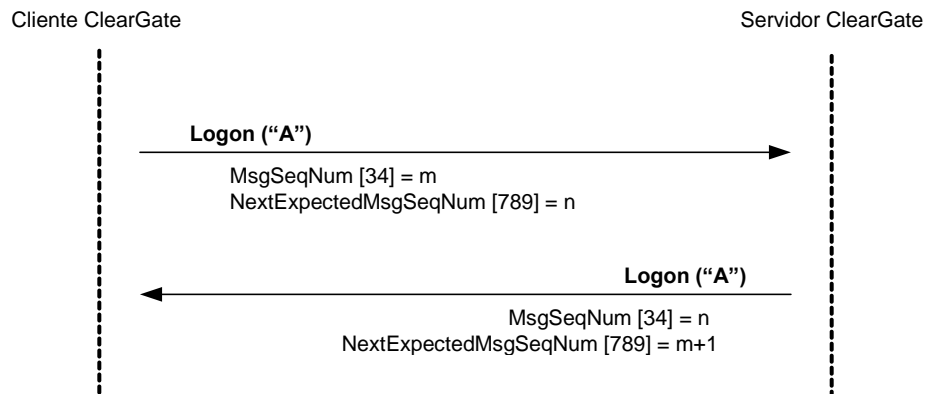 Cliente ClearGate
Servidor ClearGate
Logon (“A”)
MsgSeqNum [34] = m
NextExpectedMsgSeqNum [789] = n
Logon (“A”)
MsgSeqNum [34] = n
NextExpectedMsgSeqNum [789] = m+1